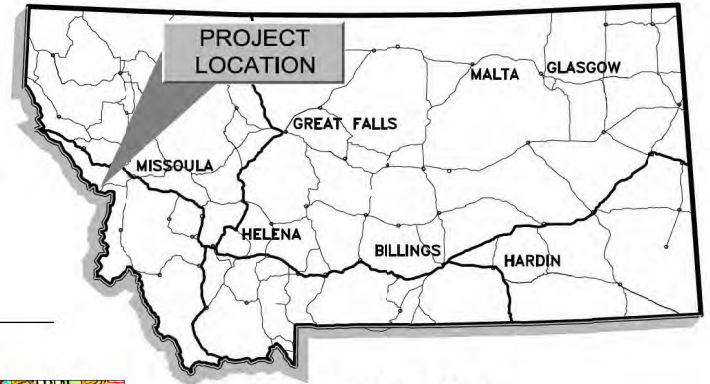 PROJECT
LOCATION
MALTA
GLASGOW
GREAT FALLS
MISSOULA
HELENA
BILLINGS
HARDIN